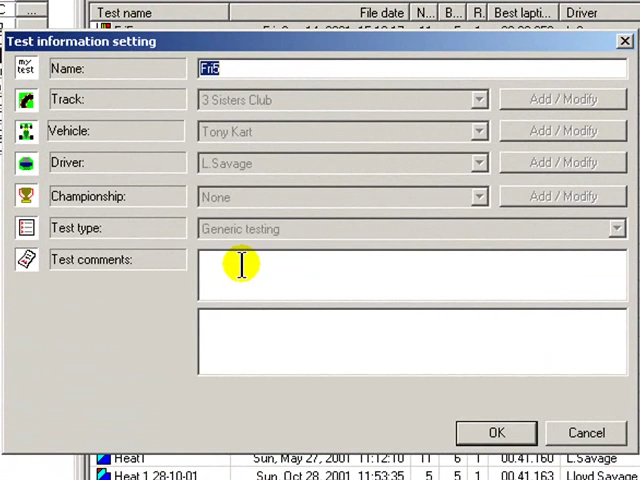 C ... Test name File date N... B... R. Best lapti... Driver
Test information setting
my test Name: Fri5
Track: 3 Sisters Club Add / Modify
Vehicle: Tony Kart Add / Modify
Driver: L.Savage Add / Modify
Championship: None Add / Modify
Test type: Generic testing
Test comments:
OK Cancel
Heat1 Sun, May 27, 2001 11:12:10 11 6 1 00.41.160 L.Savage
Heat 1 28-10-01 Sun, Oct 28, 2001 11:53:35 5 5 1 00.41.163 Lloyd Savage